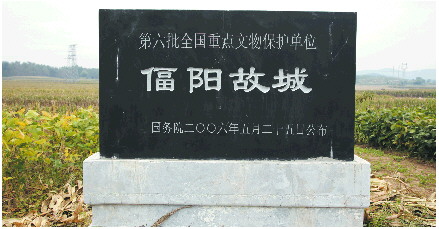 第六批全国重点文物保护单位
偪阳故城
国务院二〇〇六年五月二十五日公布